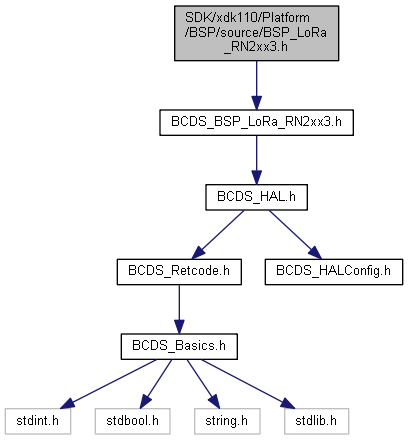 SDK/xdk110/Platform
/BSP/source/BSP_LoRa
_RN2xx3.h
BCDS_BSP_LoRa_RN2xx3.h
BCDS_HAL.h
BCDS_Retcode.h
BCDS_HALConfig.h
BCDS_Basics.h
stdint.h
stdbool.h
string.h
stdlib.h